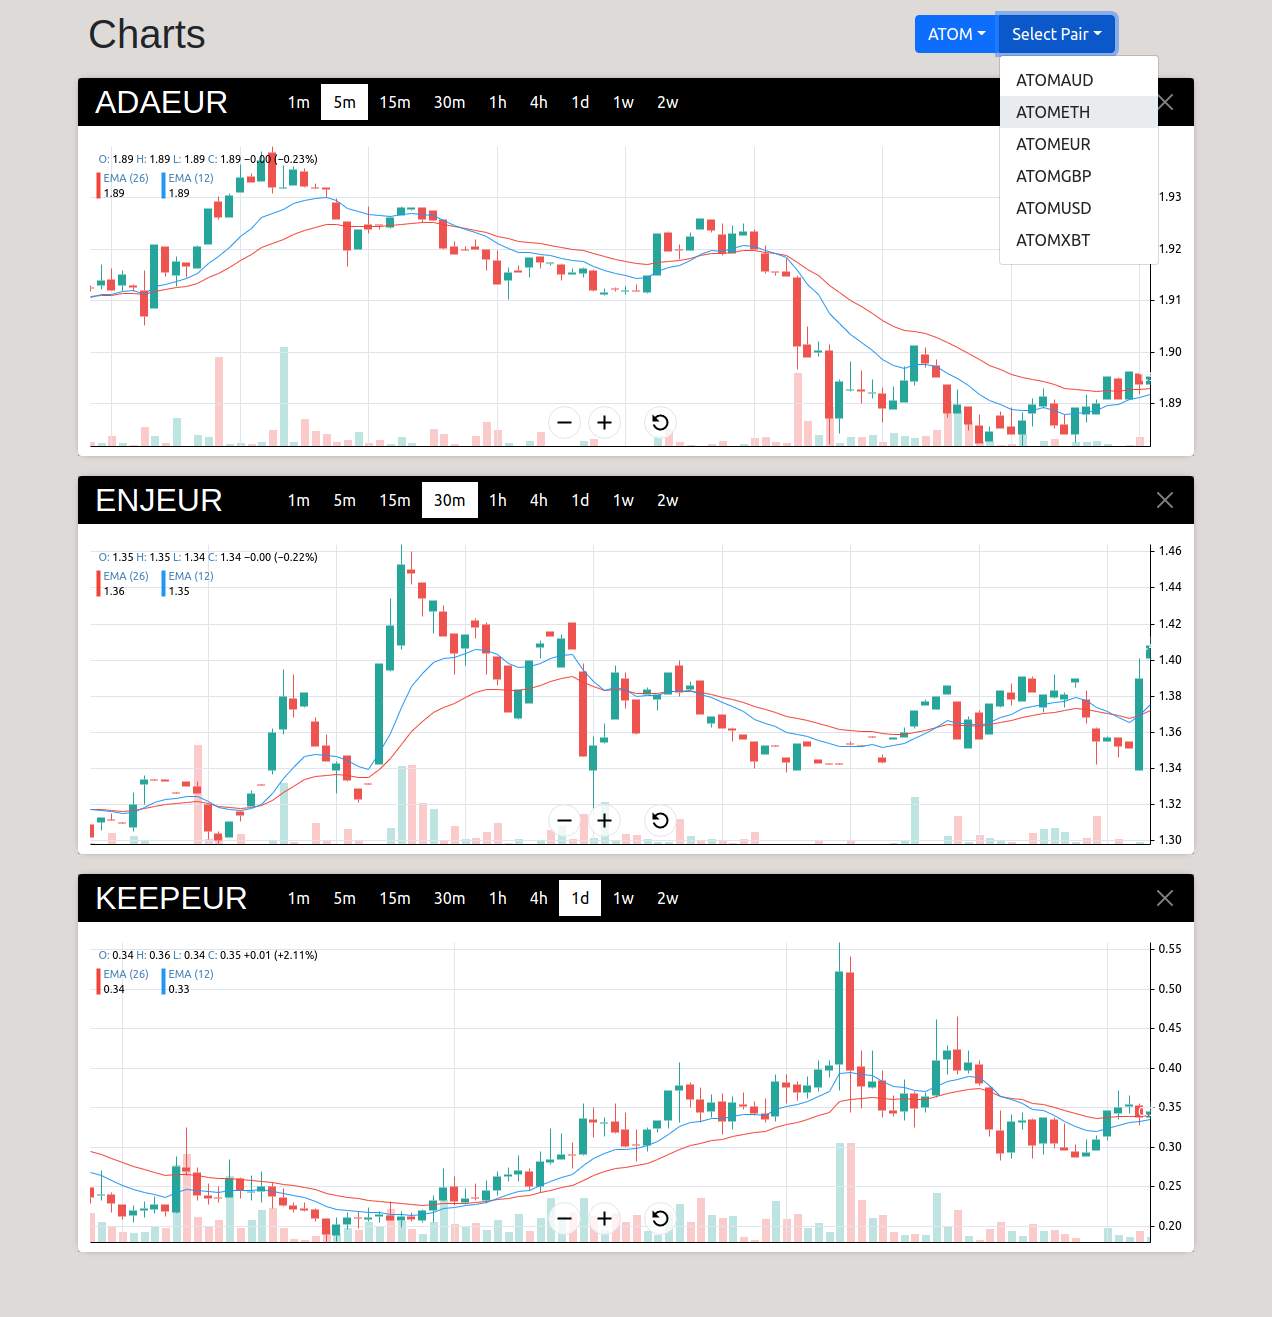 Charts
ATOM Select Pair
ATOMAUD
ATOMETH
ATOMEUR
ATOMGBP
ATOMUSD
ATOMXBT
ADAEUR 1m 5m 15m 30m 1h 4h 1d 1w 2w
O: 1.89 H: 1.89 L: 1.89 C: 1.89 −0.00 (−0.23%)
EMA (26) EMA (12)
1.89 1.89
1.93
1.92
1.91
1.90
1.89
ENJEUR 1m 5m 15m 30m 1h 4h 1d 1w 2w
O: 1.35 H: 1.35 L: 1.34 C: 1.34 −0.00 (−0.22%)
EMA (26) EMA (12)
1.36 1.35
1.46
1.44
1.42
1.40
1.38
1.36
1.34
1.32
1.30
KEEPEUR 1m 5m 15m 30m 1h 4h 1d 1w 2w
O: 0.34 H: 0.36 L: 0.34 C: 0.35 +0.01 (+2.11%)
EMA (26) EMA (12)
0.34 0.33
0.55
0.50
0.45
0.40
0.35
0.30
0.25
0.20